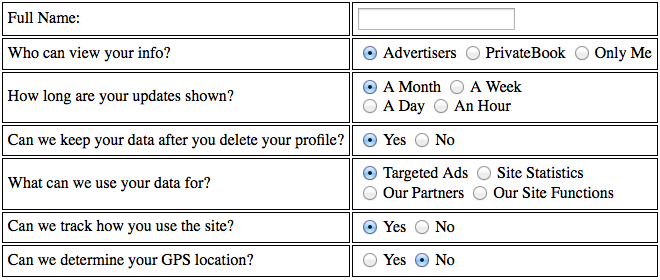 Full Name:
Who can view your info? Advertisers PrivateBook Only Me
How long are your updates shown? A Month A Week
A Day An Hour
Can we keep your data after you delete your profile? Yes No
What can we use your data for? Targeted Ads Site Statistics
Our Partners Our Site Functions
Can we track how you use the site? Yes No
Can we determine your GPS location? Yes No